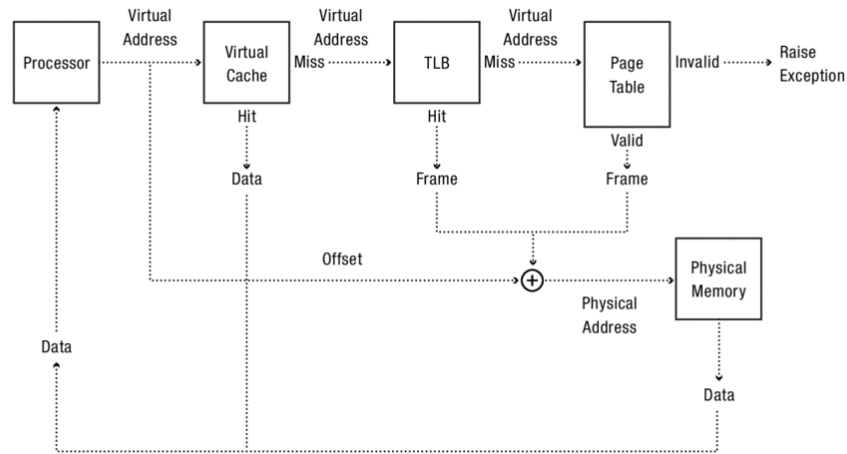 Virtual
Address
Virtual
Address
Virtual
Address
Processor
Virtual
Cache
Miss
TLB
Miss
Page
Table
Invalid
Raise
Exception
Hit
Hit
Valid
Data
Frame
Frame
Offset
+
Physical
Memory
Physical
Address
Data
Data